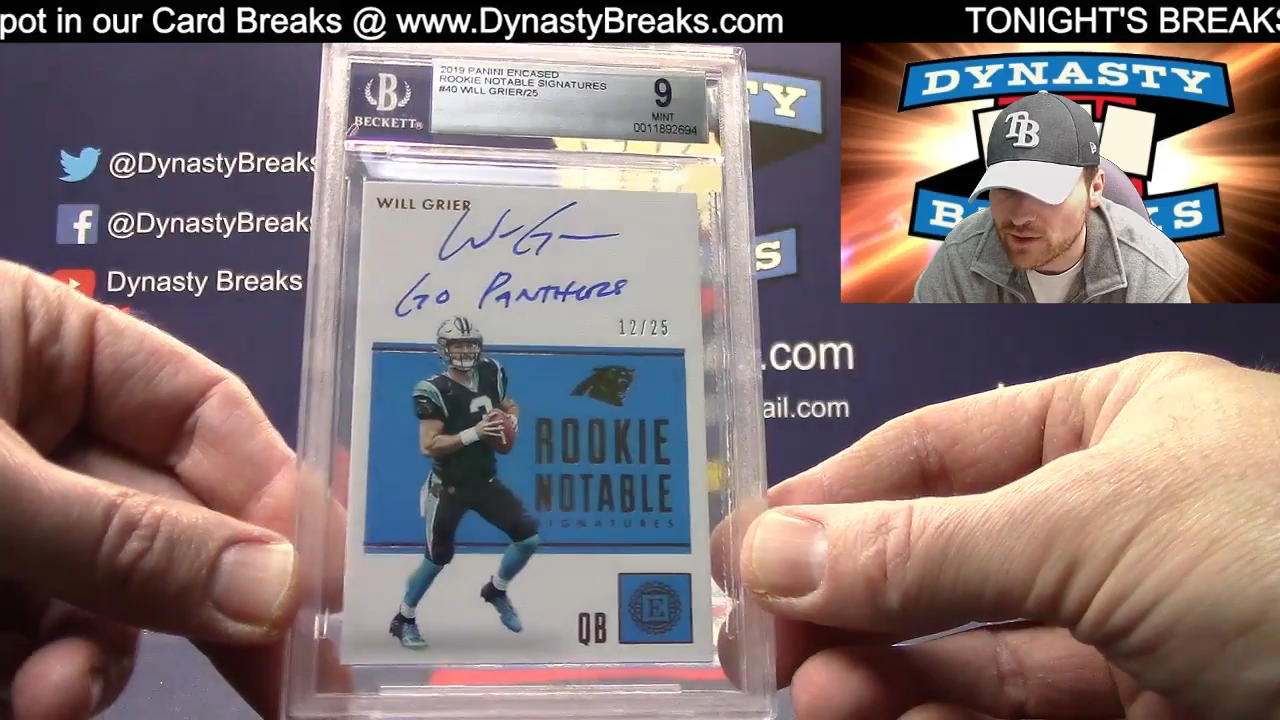 pot in our Card Breaks @ www.DynastyBreaks.com
TONIGHT'S BREAKS
2019 PANINI ENCASED
ROOKIE NOTABLE SIGNATURES
#40 WILL GRIER/25
9
MINT
0011892694
B
BECKETT®
@DynastyBreaks
@DynastyBreaks
Dynasty Breaks
WILL GRIER
GO PANTHERS
12/25
ROOKIE
NOTABLE
SIGNATURES
QB
E
.com
ail.com
TY
S
DYNASTY
TB